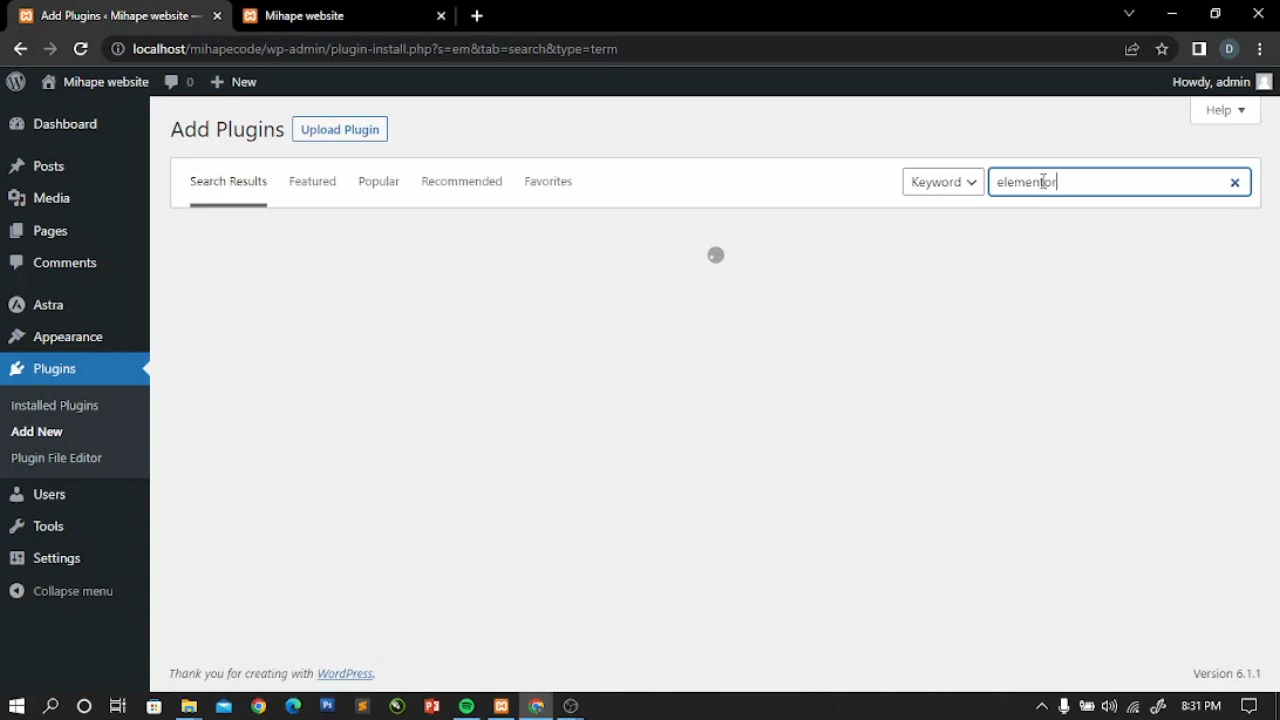 Add Plugins ‹ Mihape website —
Mihape website
localhost/mihapecode/wp-admin/plugin-install.php?s=em&tab=search&type=term
D
Mihape website
0
New
Howdy, admin
Dashboard
Posts
Media
Pages
Comments
Astra
Appearance
Plugins
Installed Plugins
Add New
Plugin File Editor
Users
Tools
Settings
Collapse menu
Help
Add Plugins
Upload Plugin
Search Results
Featured
Popular
Recommended
Favorites
Keyword
elementor
Thank you for creating with WordPress.
Version 6.1.1
8:31 PM